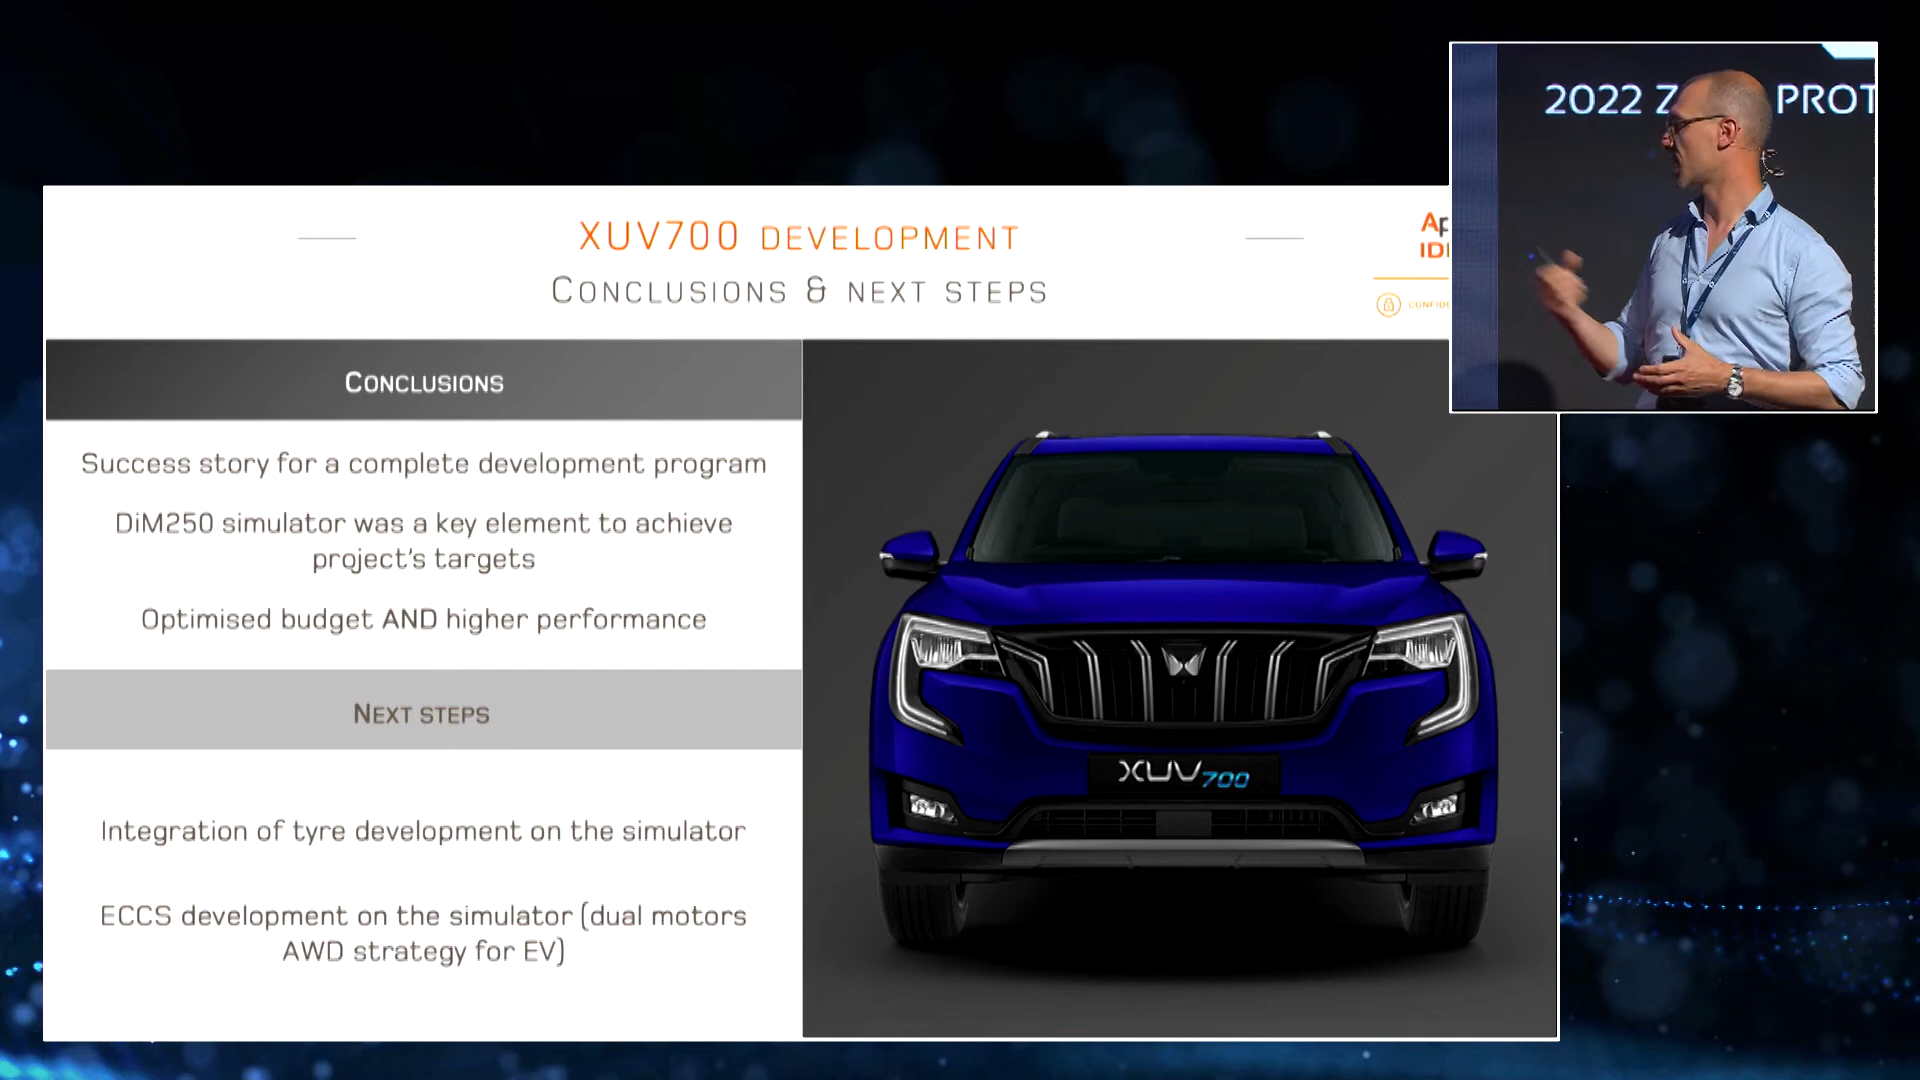 2022 Z PROT
XUV700 DEVELOPMENT
CONCLUSIONS & NEXT STEPS
CONCLUSIONS
Success story for a complete development program
DiM250 simulator was a key element to achieve
project's targets
Optimised budget AND higher performance
NEXT STEPS
Integration of tyre development on the simulator
ECCS development on the simulator (dual motors
AWD strategy for EV)
XUV700